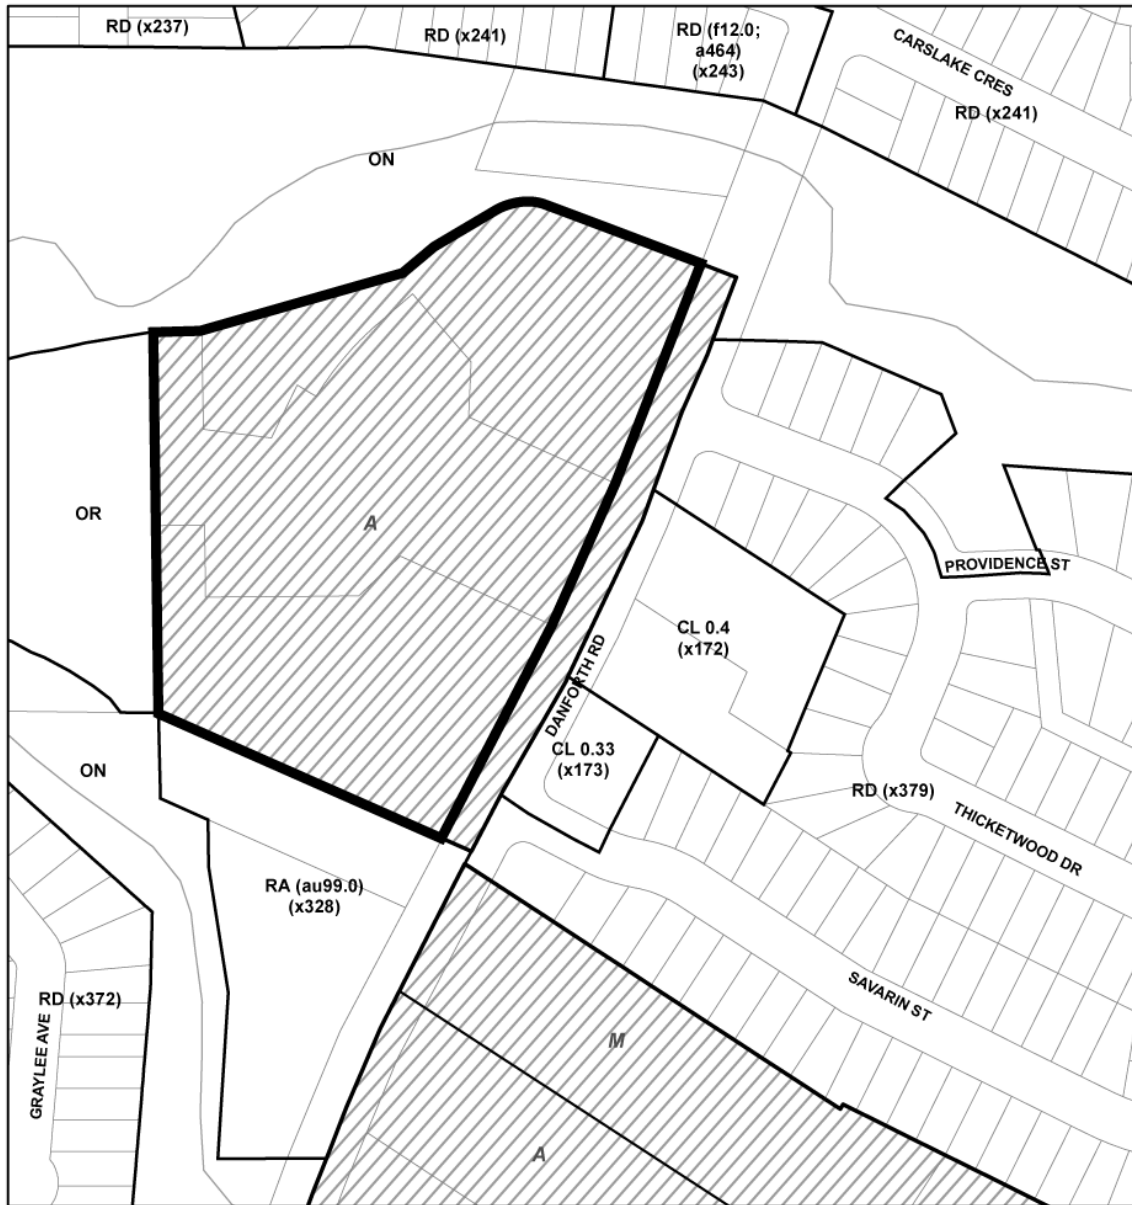 RD (x237)
RD (x241)
RD (f12.0;
a464)
(x243)
CARSLAKE CRES
RD (x241)
ON
OR
A
PROVIDENCE ST
CL 0.4
(x172)
DANFORTH RD
CL 0.33
(x173)
ON
RD (x379)
THICKETWOOD DR
RA (au99.0)
(x328)
SAVARIN ST
RD (x372)
GRAYLEE AVE
M
A